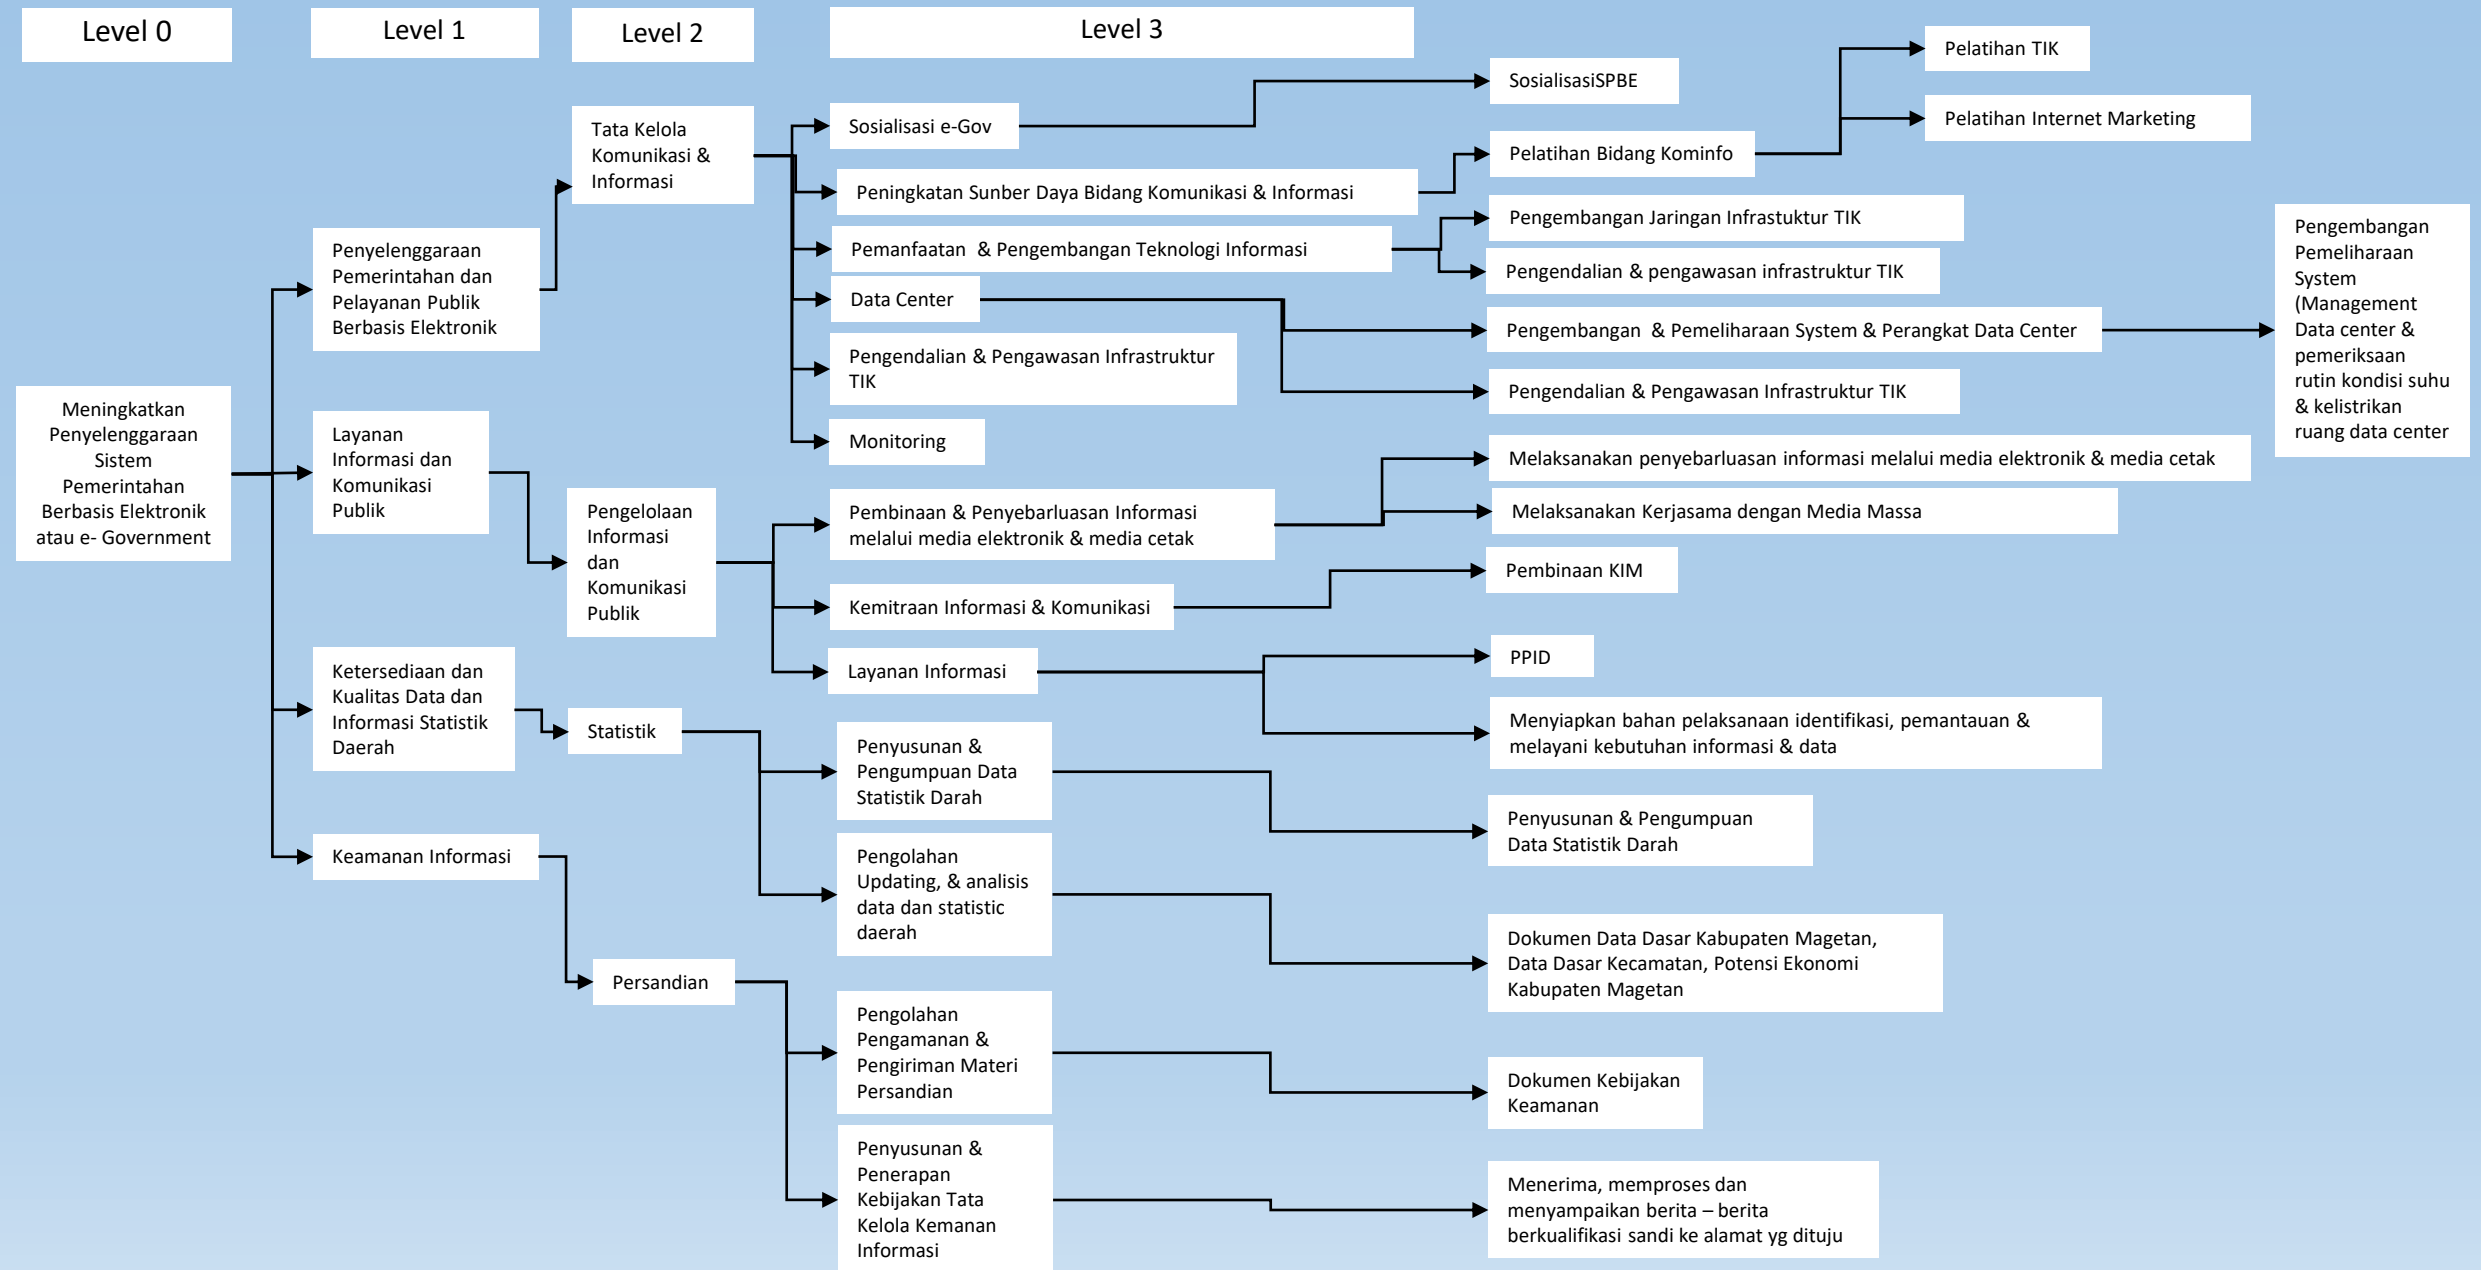 Level 0
Level 1
Level 2
Level 3
Meningkatkan
Penyelenggaraan
Sistem
Pemerintahan
Berbasis Elektronik
atau e- Government
Penyelenggaraan
Pemerintahan dan
Pelayanan Publik
Berbasis Elektronik
Layanan
Informasi dan
Komunikasi
Publik
Ketersediaan dan
Kualitas Data dan
Informasi Statistik
Daerah
Keamanan Informasi
Tata Kelola
Komunikasi &
Informasi
Pengelolaan
Informasi
dan
Komunikasi
Publik
Statistik
Persandian
Sosialisasi e-Gov
Peningkatan Sunber Daya Bidang Komunikasi & Informasi
Pemanfaatan  & Pengembangan Teknologi Informasi
Data Center
Pengendalian & Pengawasan Infrastruktur
TIK
Monitoring
Pembinaan & Penyebarluasan Informasi
melalui media elektronik & media cetak
Kemitraan Informasi & Komunikasi
Layanan Informasi
Penyusunan &
Pengumpuan Data
Statistik Darah
Pengolahan
Updating, & analisis
data dan statistic
daerah
Pengolahan
Pengamanan &
Pengiriman Materi
Persandian
Penyusunan &
Penerapan
Kebijakan Tata
Kelola Kemanan
Informasi
SosialisasiSPBE
Pelatihan Bidang Kominfo
Pengembangan Jaringan Infrastuktur TIK
Pengendalian & pengawasan infrastruktur TIK
Pengembangan  & Pemeliharaan System & Perangkat Data Center
Pengendalian & Pengawasan Infrastruktur TIK
Melaksanakan penyebarluasan informasi melalui media elektronik & media cetak
Melaksanakan Kerjasama dengan Media Massa
Pembinaan KIM
PPID
Menyiapkan bahan pelaksanaan identifikasi, pemantauan &
melayani kebutuhan informasi & data
Penyusunan & Pengumpuan
Data Statistik Darah
Dokumen Data Dasar Kabupaten Magetan,
Data Dasar Kecamatan, Potensi Ekonomi
Kabupaten Magetan
Dokumen Kebijakan
Keamanan
Menerima, memproses dan
menyampaikan berita – berita
berkualifikasi sandi ke alamat yg dituju
Pelatihan TIK
Pelatihan Internet Marketing
Pengembangan
Pemeliharaan
System
(Management
Data center &
pemeriksaan
rutin kondisi suhu
& kelistrikan
ruang data center